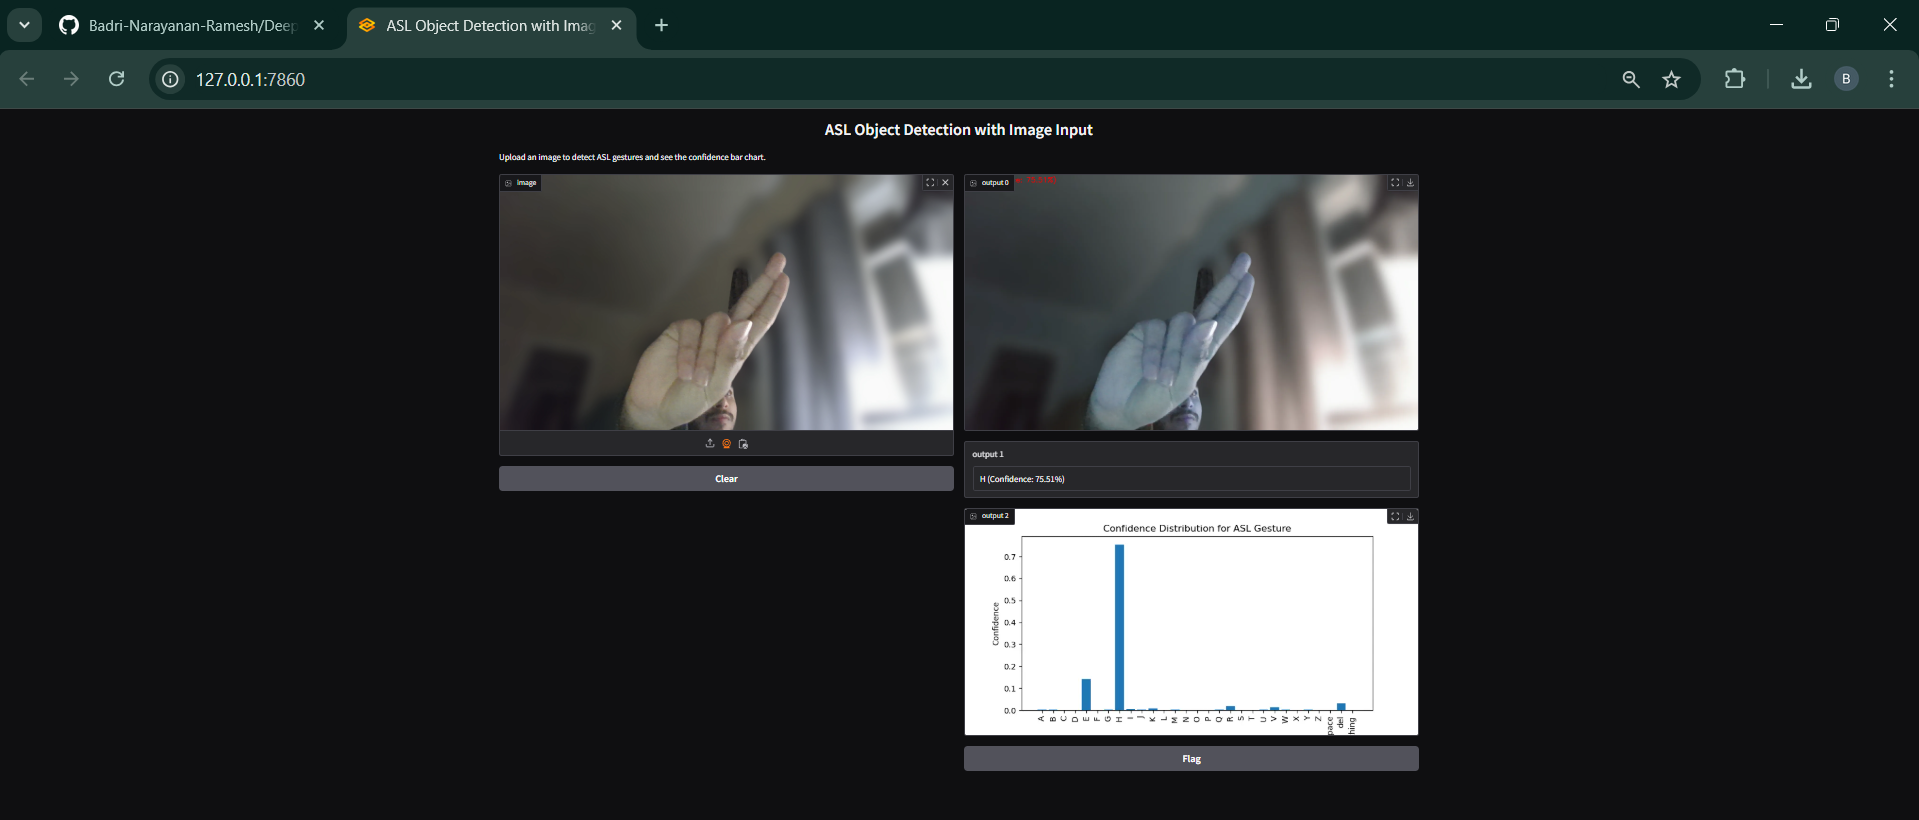 Badri-Narayanan-Ramesh/Deep
ASL Object Detection with Imag
127.0.0.1:7860
B
ASL Object Detection with Image Input
Upload an image to detect ASL gestures and see the confidence bar chart.
image
output 0
Clear
output 1
H (Confidence: 75.51%)
output 2
Confidence Distribution for ASL Gesture
Confidence
0.7
0.6
0.5
0.4
0.3
0.2
0.1
0.0
A B C D E F G H I J K L M N O P Q R S T U V W X Y Z pace del hing
Flag